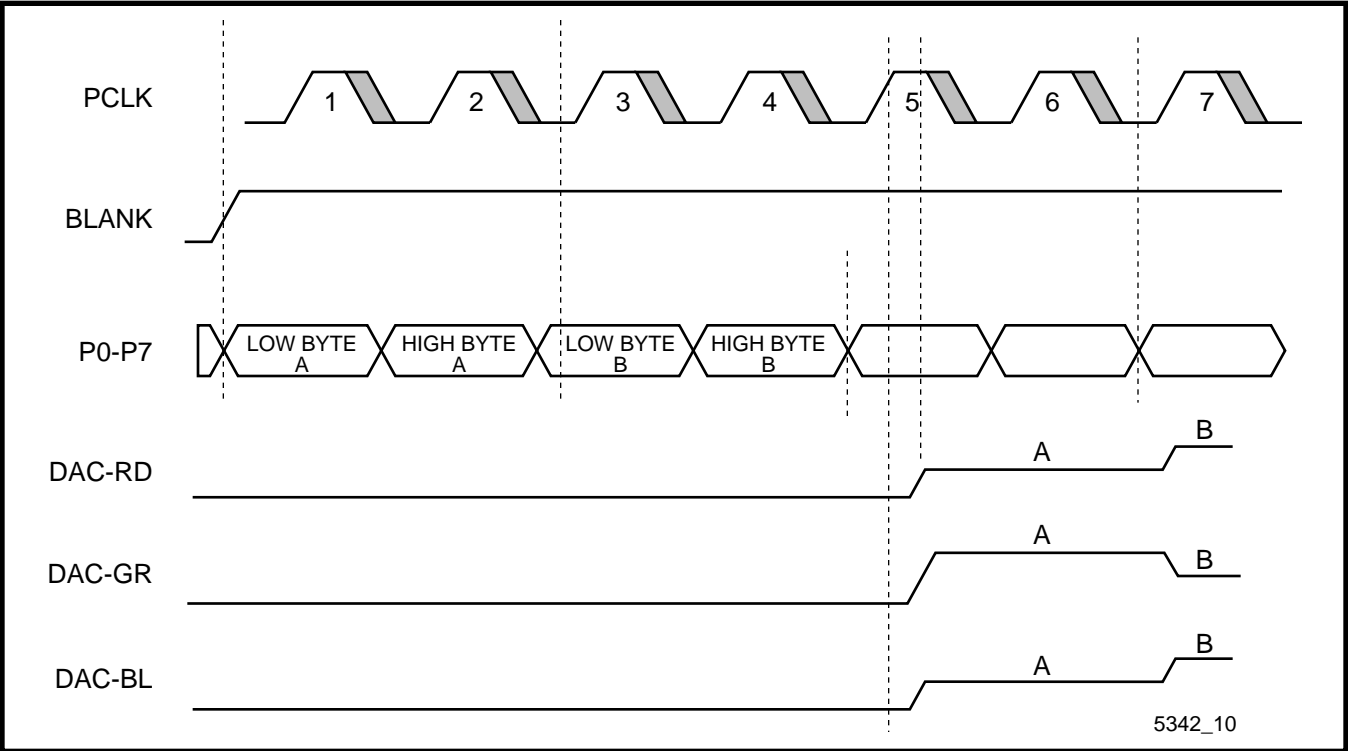 PCLK
1 2 3 4 5 6 7
BLANK
P0-P7
LOW BYTE A
HIGH BYTE A
LOW BYTE B
HIGH BYTE B
DAC-RD
A
B
DAC-GR
A
B
DAC-BL
A
B
5342_10